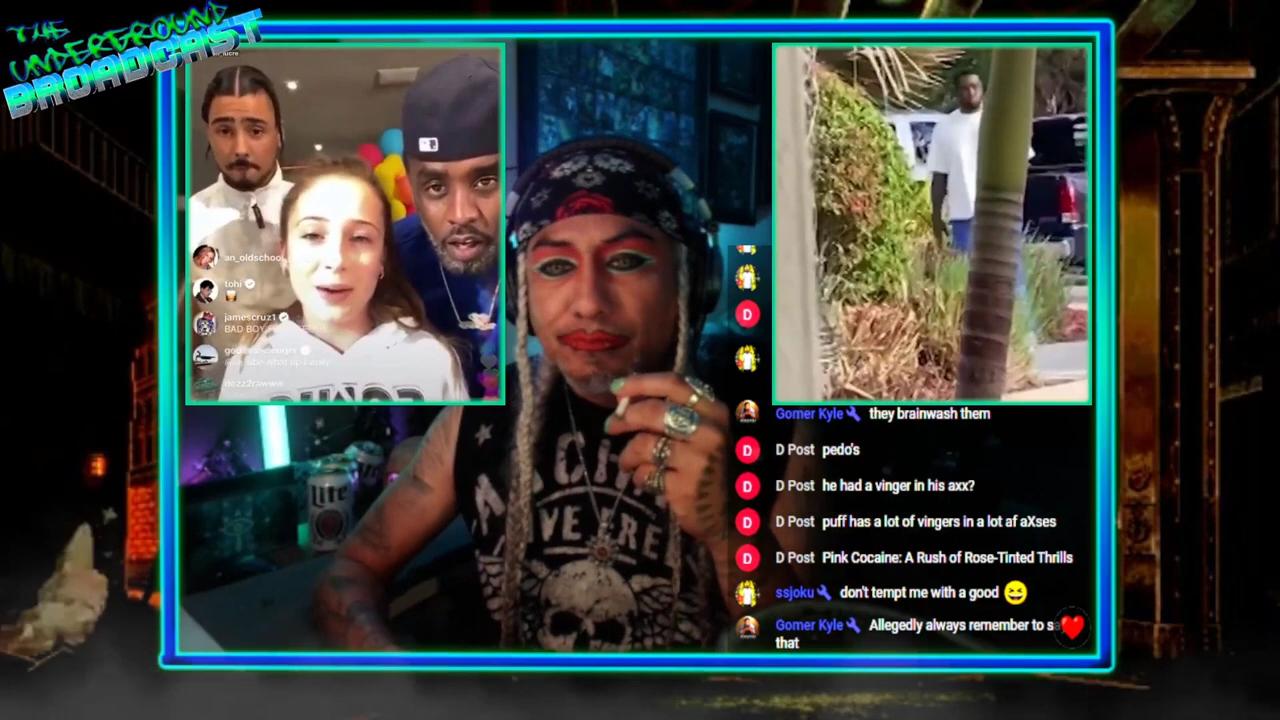 THE
UNDERGROUND
BROADCAST
an_oldschoo
tohi
jamescruz1
BAD BOY
dezz2rawww
lite
Gomer Kyle they brainwash them
D Post pedo's
D Post he had a vinger in his axx?
D Post puff has a lot of vingers in a lot af aXses
D Post Pink Cocaine: A Rush of Rose-Tinted Thrills
ssjoku don't tempt me with a good
Gomer Kyle Allegedly always remember to s
that
D
D
D
D
D